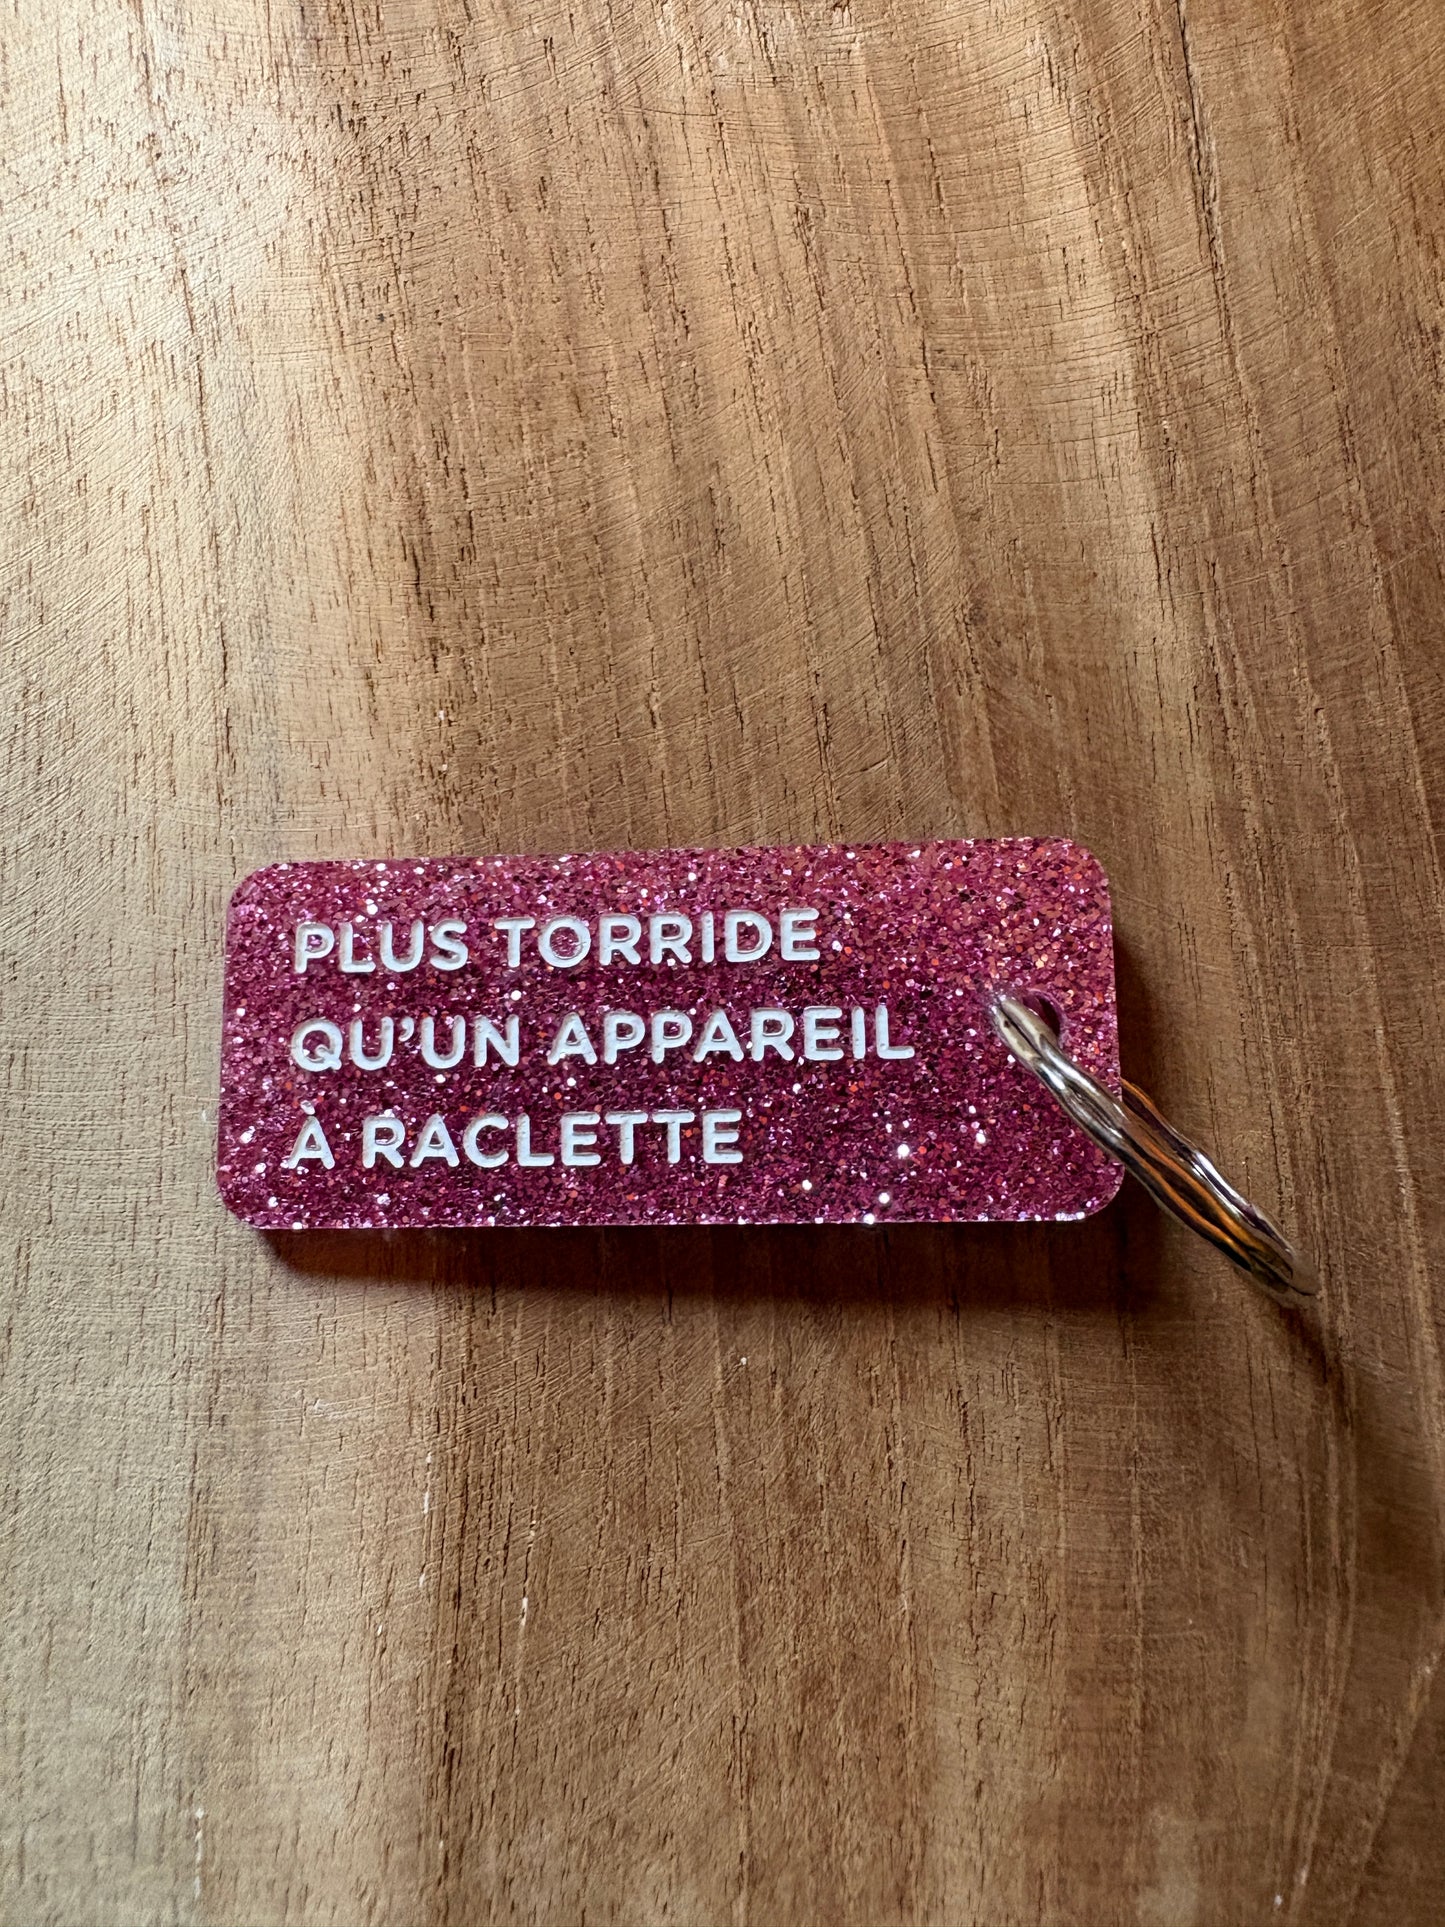 PLUS TORRIDE
QU’UN APPAREIL
À RACLETTE